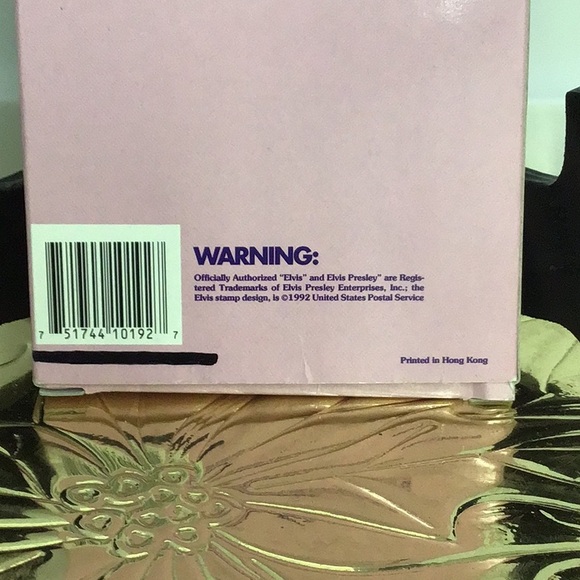 WARNING:
Officially Authorized "Elvis" and Elvis Presley" are Regis-
tered Trademarks of Elvis Presley Enterprises, Inc.; the
Elvis stamp design, is ©1992 United States Postal Service
7 51744 10192 7
Printed in Hong Kong